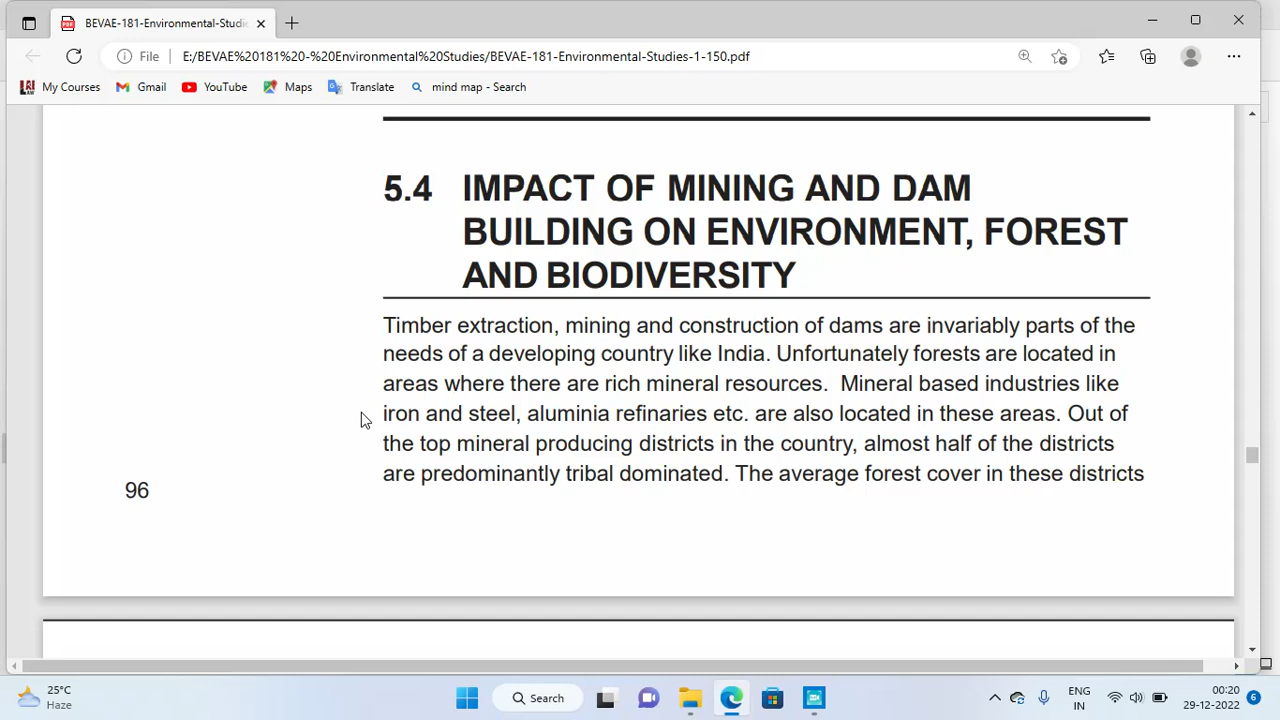 BEVAE-181-Environmental-Studi
File E:/BEVAE%20181%20-%20Environmental%20Studies/BEVAE-181-Environmental-Studies-1-150.pdf
My Courses Gmail YouTube Maps Translate mind map - Search
5.4 IMPACT OF MINING AND DAM
BUILDING ON ENVIRONMENT, FOREST
AND BIODIVERSITY
Timber extraction, mining and construction of dams are invariably parts of the
needs of a developing country like India. Unfortunately forests are located in
areas where there are rich mineral resources. Mineral based industries like
iron and steel, aluminia refinaries etc. are also located in these areas. Out of
the top mineral producing districts in the country, almost half of the districts
are predominantly tribal dominated. The average forest cover in these districts
96
25°C
Haze
Search
ENG
IN
00:20
29-12-2022
6